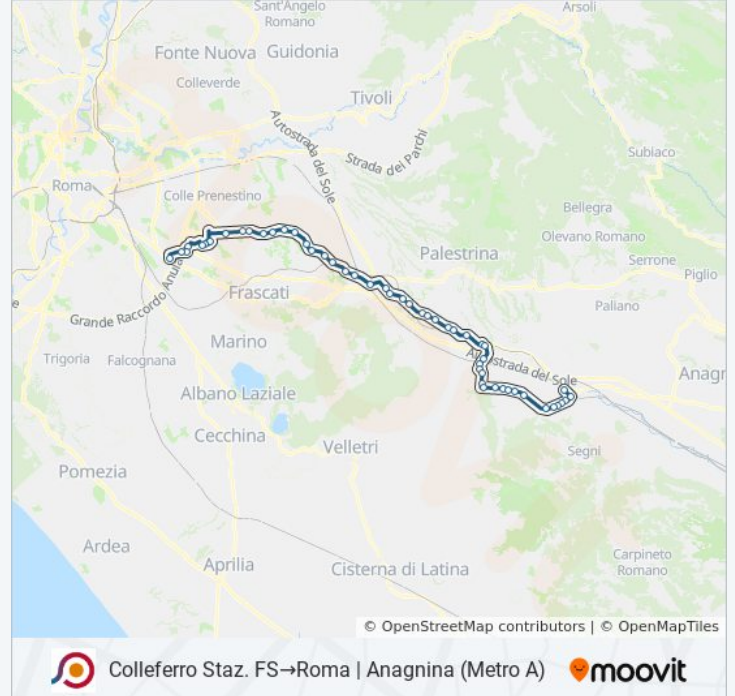 Sant'Angelo
Romano
Arsoli
Fonte Nuova
Guidonia
Colleverde
Tivoli
Autostrada del Sole
Strada dei Parchi
Subiaco
Roma
Colle Prenestino
Bellegra
Olevano Romano
Palestrina
Serrone
Piglio
Frascati
Paliano
Grande Raccordo Anula
Marino
Trigoria
Falcognana
Autostrada del Sole
Anagr
Albano Laziale
Cecchina
Velletri
Segni
Pomezia
Ardea
Aprilia
Cisterna di Latina
Carpineto
Romano
© OpenStreetMap contributors | © OpenMapTiles
Colleferro Staz. FS→Roma | Anagnina (Metro A)
moovit